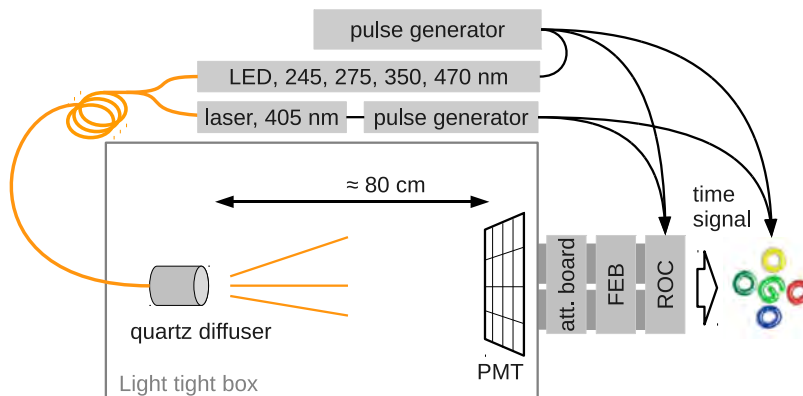 pulse generator
LED, 245, 275, 350, 470 nm
laser, 405 nm
pulse generator
≈ 80 cm
time
signal
att. board
FEB
ROC
quartz diffuser
PMT
Light tight box